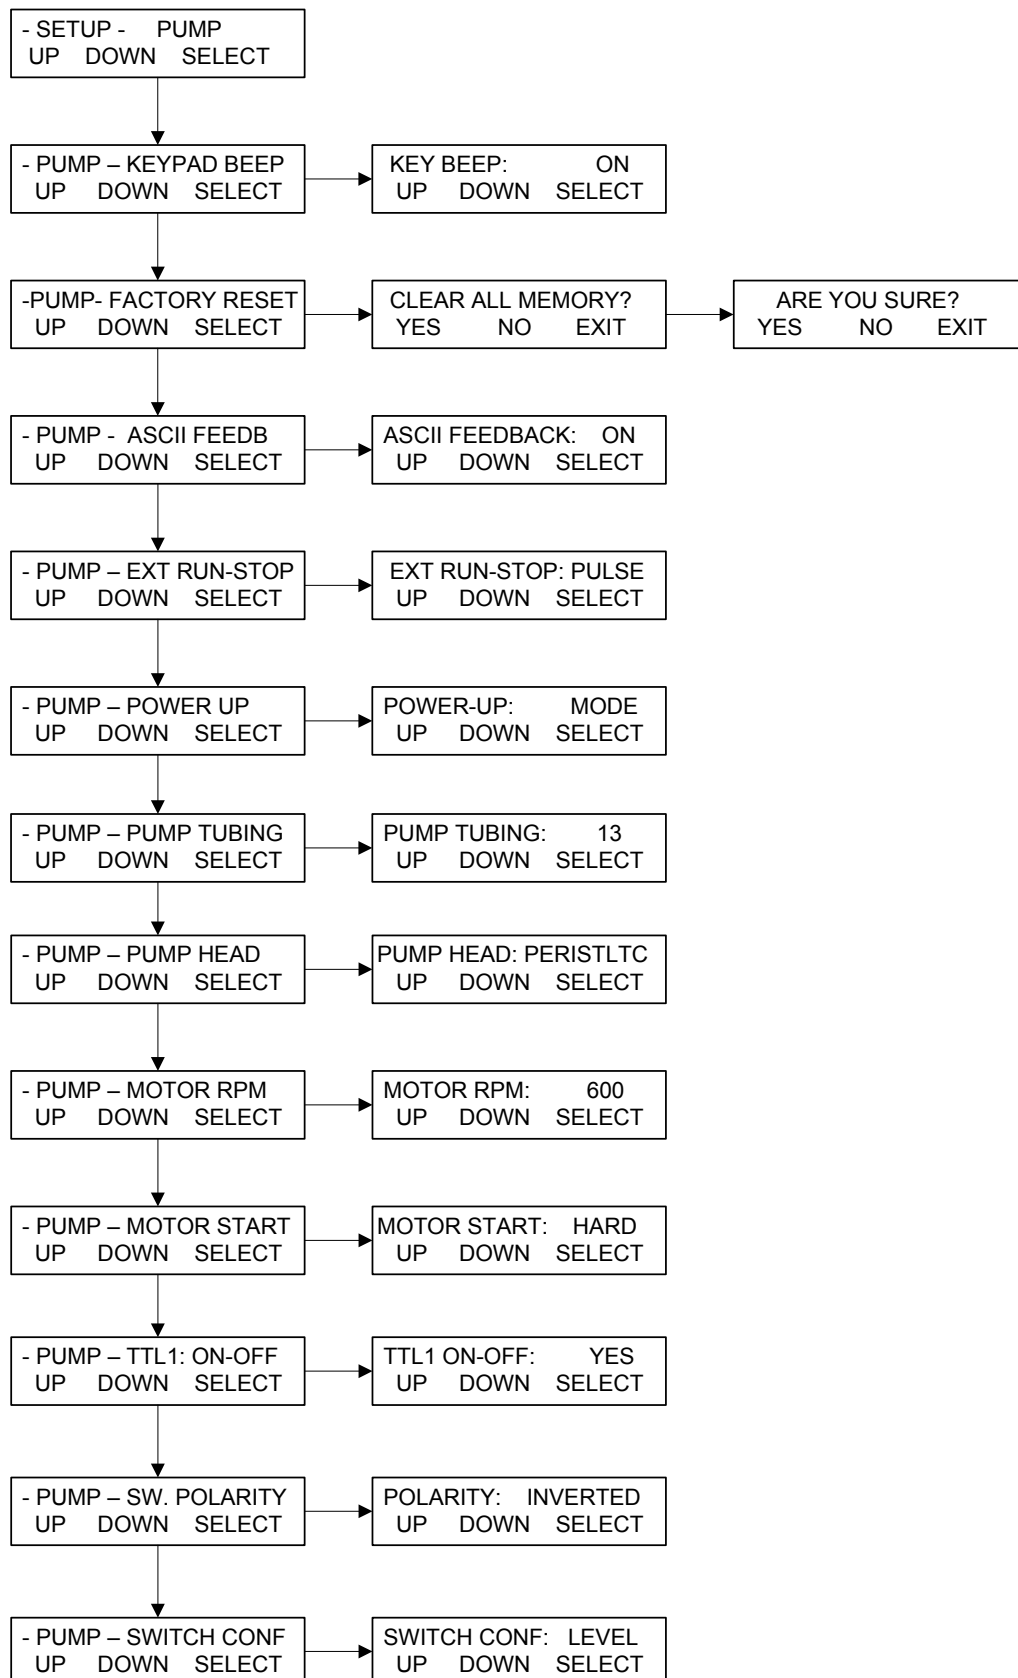 - SETUP - PUMP
UP DOWN SELECT
- PUMP – KEYPAD BEEP
UP DOWN SELECT
KEY BEEP: ON
UP DOWN SELECT
-PUMP- FACTORY RESET
UP DOWN SELECT
CLEAR ALL MEMORY?
YES NO EXIT
ARE YOU SURE?
YES NO EXIT
- PUMP - ASCII FEEDB
UP DOWN SELECT
ASCII FEEDBACK: ON
UP DOWN SELECT
- PUMP – EXT RUN-STOP
UP DOWN SELECT
EXT RUN-STOP: PULSE
UP DOWN SELECT
- PUMP – POWER UP
UP DOWN SELECT
POWER-UP: MODE
UP DOWN SELECT
- PUMP – PUMP TUBING
UP DOWN SELECT
PUMP TUBING: 13
UP DOWN SELECT
- PUMP – PUMP HEAD
UP DOWN SELECT
PUMP HEAD: PERISTLTC
UP DOWN SELECT
- PUMP – MOTOR RPM
UP DOWN SELECT
MOTOR RPM: 600
UP DOWN SELECT
- PUMP – MOTOR START
UP DOWN SELECT
MOTOR START: HARD
UP DOWN SELECT
- PUMP – TTL1: ON-OFF
UP DOWN SELECT
TTL1 ON-OFF: YES
UP DOWN SELECT
- PUMP – SW. POLARITY
UP DOWN SELECT
POLARITY: INVERTED
UP DOWN SELECT
- PUMP – SWITCH CONF
UP DOWN SELECT
SWITCH CONF: LEVEL
UP DOWN SELECT